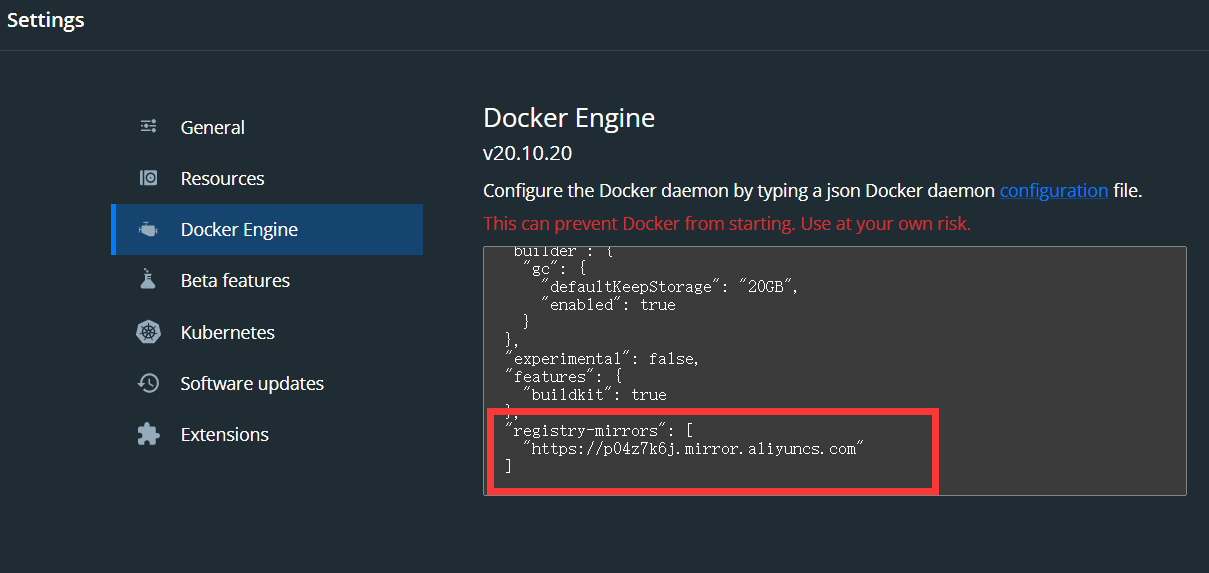 Settings
General
Resources
Docker Engine
Beta features
Kubernetes
Software updates
Extensions
Docker Engine
v20.10.20
Configure the Docker daemon by typing a json Docker daemon configuration file.
This can prevent Docker from starting. Use at your own risk.
builder": {
"gc": {
"defaultKeepStorage": "20GB",
"enabled": true
}
},
"experimental": false,
"features": {
"buildkit": true
},
"registry-mirrors": [
"https://p04z7k6j.mirror.aliyuncs.com"
]